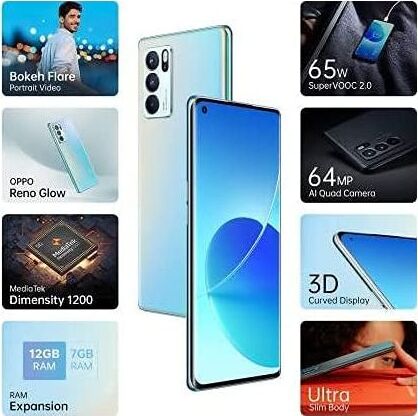 Bokeh Flare
Portrait Video
OPPO
Reno Glow
MediaTek
MediaTek
Dimensity 1200
12GB
RAM
7GB
RAM
RAM
Expansion
65W
SuperVOOC 2.0
64MP
AI Quad Camera
3D
Curved Display
Ultra
Slim Body